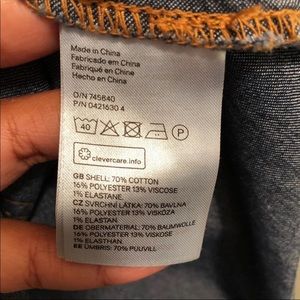 Made in China
Fabricado em China
Fabriqué en Chine
Hecho en China
O/N 745840
P/N 0421630 4
40 P
clevercare.info
GB SHELL: 70% COTTON
16% POLYESTER 13% VISCOSE
1% ELASTANE.
CZ SVRCHNÍ LÁTKA: 70% BAVLNA
16% POLYESTER 13% VISKÓZA
1% ELASTAN.
DE OBERMATERIAL: 70% BAUMWOLLE
16% POLYESTER 13% VISKOSE
1% ELASTHAN.
EE ÜMBRIS: 70% PUUVILL